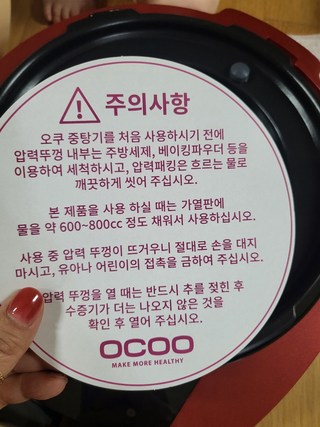 주의사항
오쿠 중탕기를 처음 사용하시기 전에
압력뚜껑 내부는 주방세제, 베이킹파우더 등을
이용하여 세척하시고, 압력패킹은 흐르는 물로
깨끗하게 씻어 주십시오.
본 제품을 사용 하실 때는 가열판에
물을 약 600~800cc 정도 채워서 사용하십시오.
사용 중 압력 뚜껑이 뜨거우니 절대로 손을 대지
마시고, 유아나 어린이의 접촉을 금하여 주십시오.
압력 뚜껑을 열 때는 반드시 추를 젖힌 후
수증기가 더는 나오지 않은 것을
확인 후 열어 주십시오.
OCOO
MAKE MORE HEALTHY